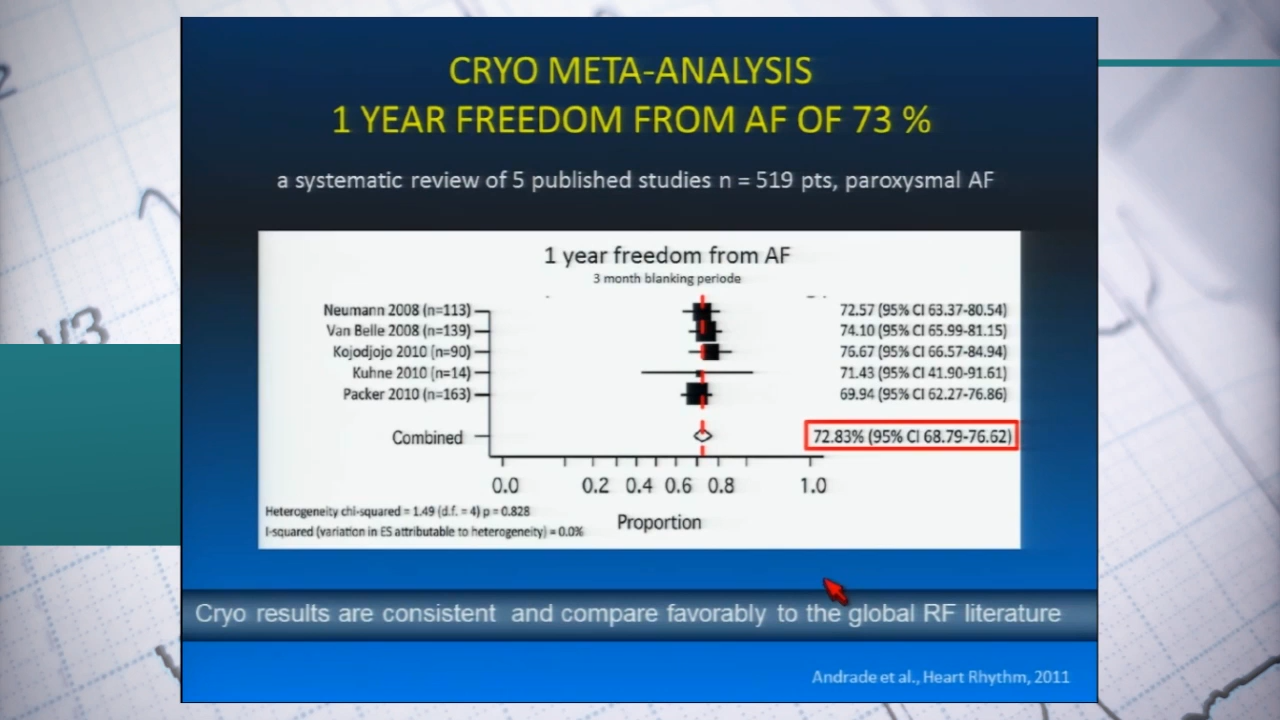 CRYO META-ANALYSIS
1 YEAR FREEDOM FROM AF OF 73 %
a systematic review of 5 published studies n = 519 pts, paroxysmal AF
1 year freedom from AF
3 month blanking periode
Neumann 2008 (n=113) 72.57 (95% CI 63.37-80.54)
Van Belle 2008 (n=139) 74.10 (95% CI 65.99-81.15)
Kojodjojo 2010 (n=90) 76.67 (95% CI 66.57-84.94)
Kuhne 2010 (n=14) 71.43 (95% CI 41.90-91.61)
Packer 2010 (n=163) 69.94 (95% CI 62.27-76.86)
Combined 72.83% (95% CI 68.79-76.62)
0.0 0.2 0.4 0.6 0.8 1.0
Proportion
Heterogeneity chi-squared = 1.49 (d.f. = 4) p = 0.828
I-squared (variation in ES attributable to heterogeneity) = 0.0%
Cryo results are consistent and compare favorably to the global RF literature
Andrade et al., Heart Rhythm, 2011
V3